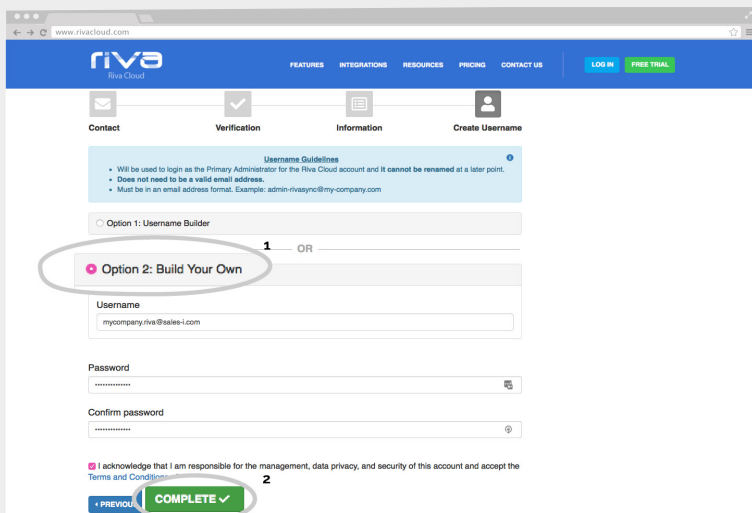 www.rivacloud.com
riva
Riva Cloud
FEATURES INTEGRATIONS RESOURCES PRICING CONTACT US LOG IN FREE TRIAL
Contact Verification Information Create Username
Username Guidelines
Will be used to login as the Primary Administrator for the Riva Cloud account and it cannot be renamed at a later point.
Does not need to be a valid email address.
Must be in an email address format. Example: admin-rivasync@my-company.com
Option 1: Username Builder
1 OR
Option 2: Build Your Own
Username
mycompany.riva@sales-i.com
Password
Confirm password
I acknowledge that I am responsible for the management, data privacy, and security of this account and accept the
Terms and Conditions
2
PREVIOUS COMPLETE